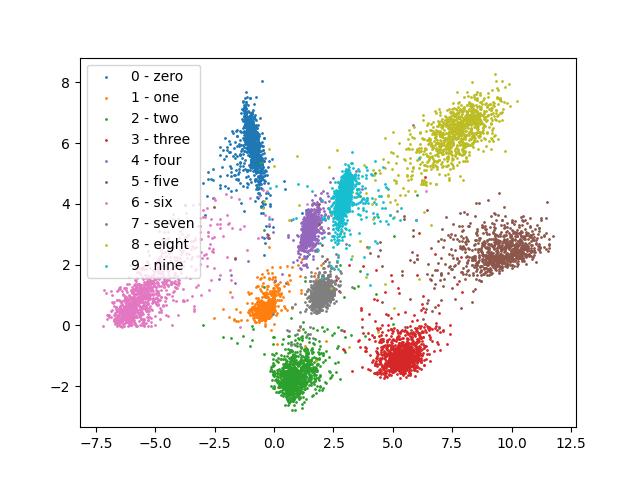 0 - zero
1 - one
2 - two
3 - three
4 - four
5 - five
6 - six
7 - seven
8 - eight
9 - nine
8
6
4
2
0
−2
−7.5 −5.0 −2.5 0.0 2.5 5.0 7.5 10.0 12.5